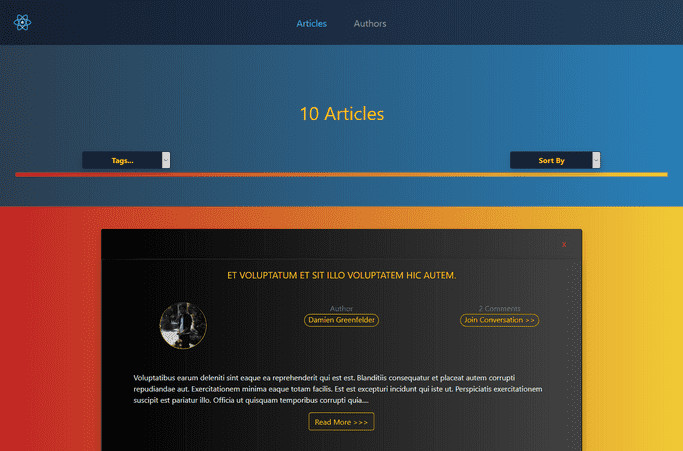 Articles Authors
10 Articles
Tags... Sort By
X
ET VOLUPTATUM ET SIT ILLO VOLUPTATEM HIC AUTEM.
Author 2 Comments
Damien Greenfelder Join Conversation >>
Voluptatibus earum deleniti sint eaque ea reprehenderit qui est est. Blanditiis consequatur et placeat autem corrupti
repudiandae aut. Exercitationem minima eaque totam facilis. Est est excepturi incidunt qui iste ut. Perspiciatis exercitationem
suscipit est pariatur illo. Officia ut quisquam temporibus corrupti quia....
Read More >>>